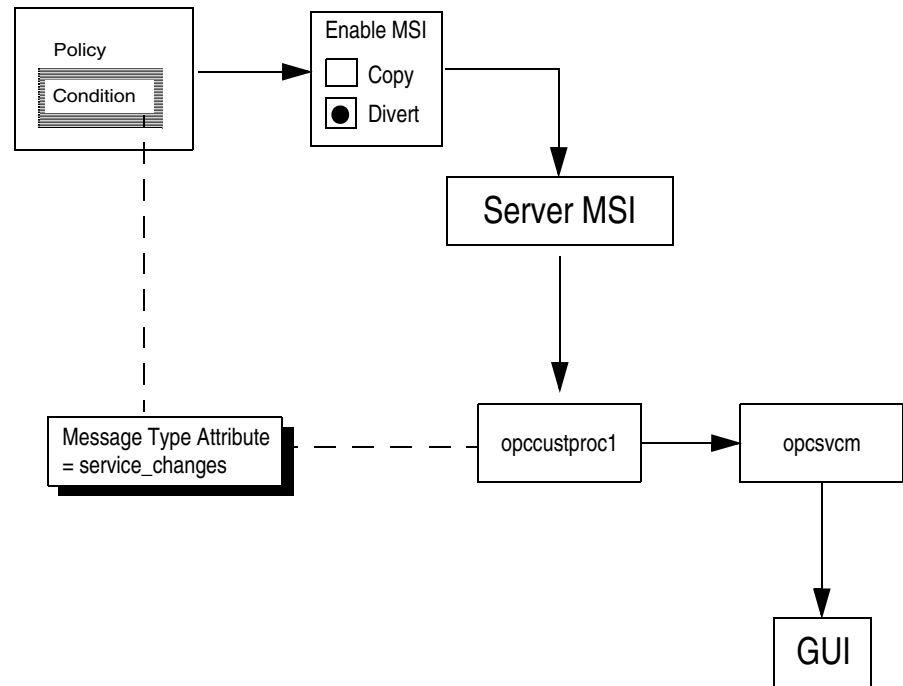 Policy
Condition
Enable MSI
Copy
Divert
Server MSI
Message Type Attribute
= service_changes
opccustproc1
opcsvcm
GUI